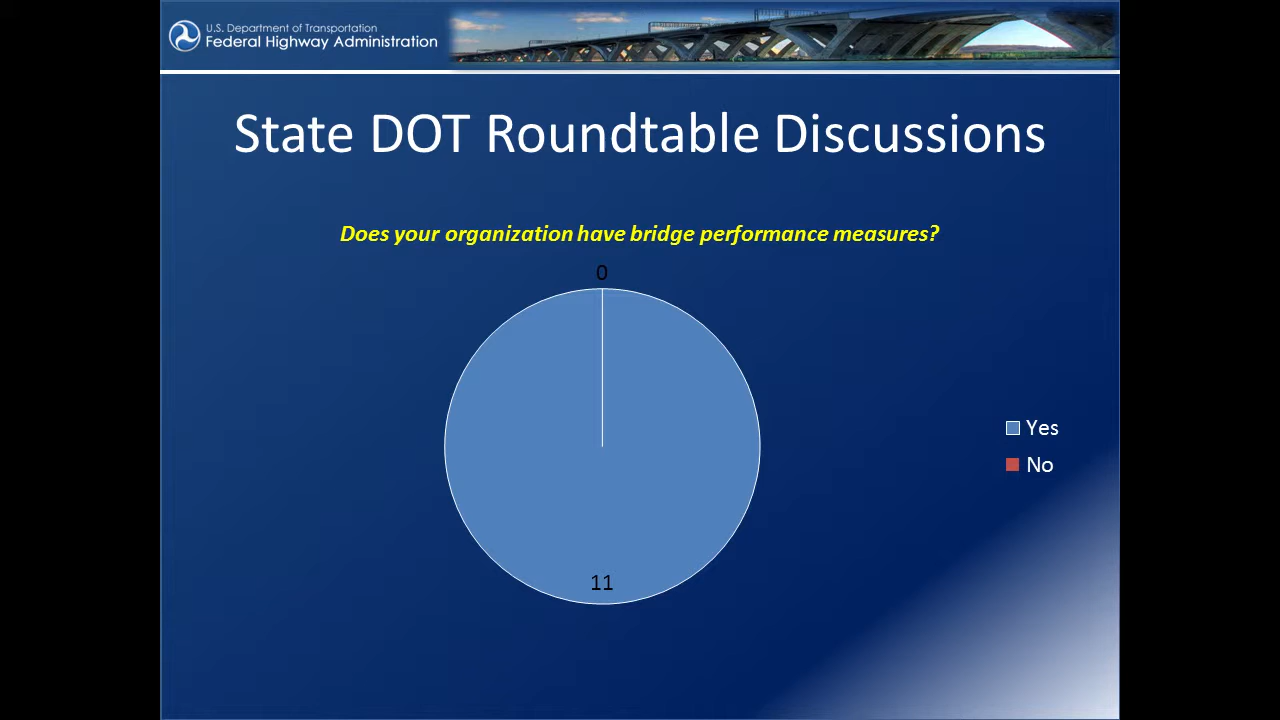 U.S. Department of Transportation
Federal Highway Administration
State DOT Roundtable Discussions
Does your organization have bridge performance measures?
0
11
Yes
No